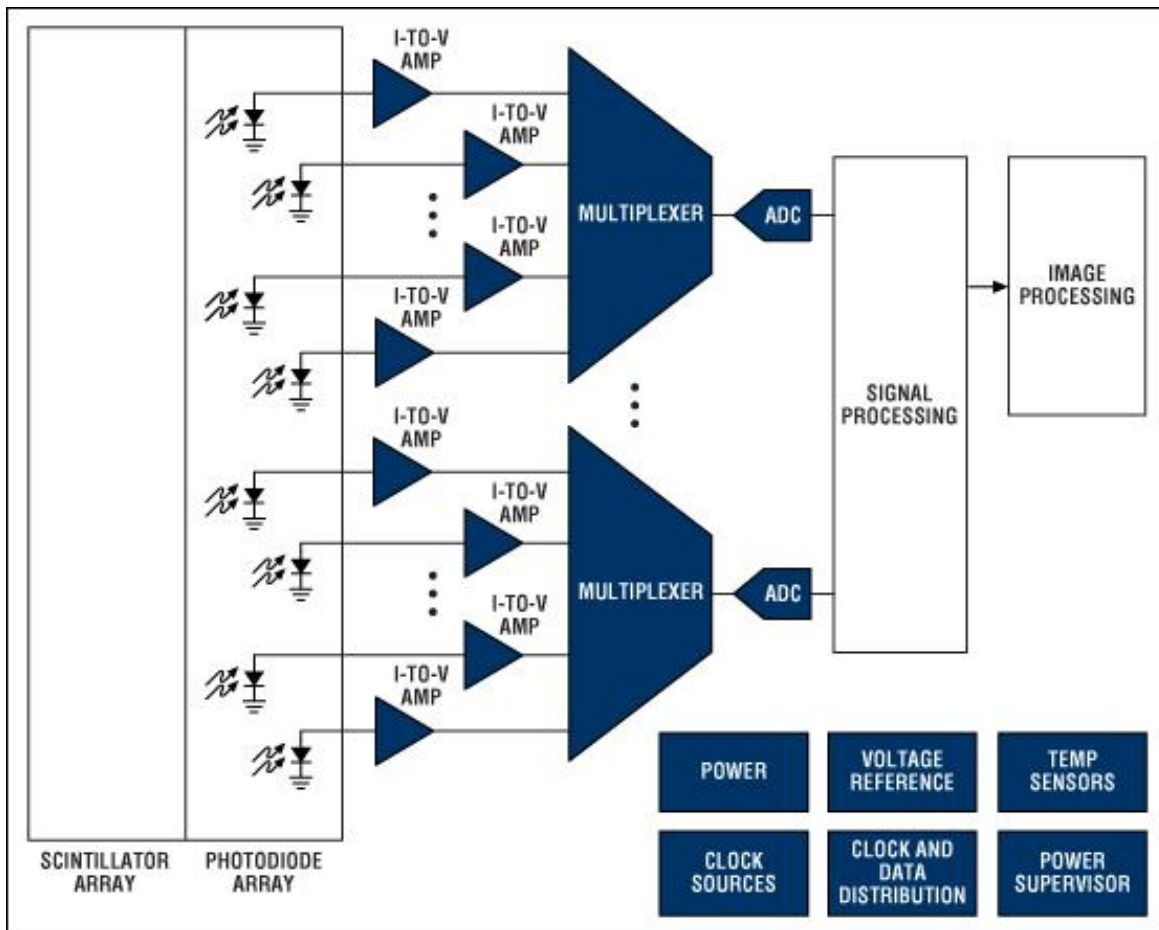 I-TO-V
AMP
I-TO-V
AMP
I-TO-V
AMP
I-TO-V
AMP
MULTIPLEXER
ADC
I-TO-V
AMP
I-TO-V
AMP
I-TO-V
AMP
I-TO-V
AMP
MULTIPLEXER
ADC
SIGNAL
PROCESSING
IMAGE
PROCESSING
SCINTILLATOR
ARRAY
PHOTODIODE
ARRAY
POWER
VOLTAGE
REFERENCE
TEMP
SENSORS
CLOCK
SOURCES
CLOCK AND
DATA
DISTRIBUTION
POWER
SUPERVISOR